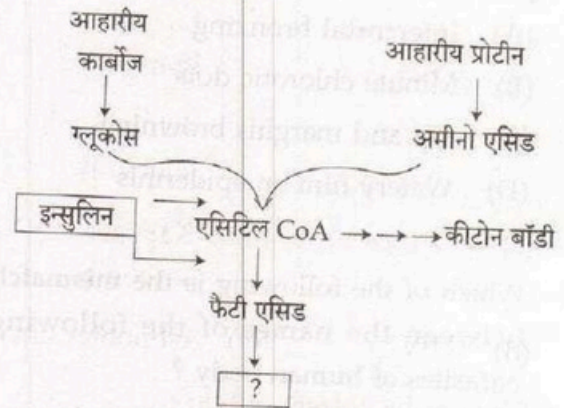 आहारीय
कार्बोज
आहारीय प्रोटीन
ग्लूकोस
अमीनो एसिड
इन्सुलिन
एसिटिल CoA
कीटोन बॉडी
फैटी एसिड
?